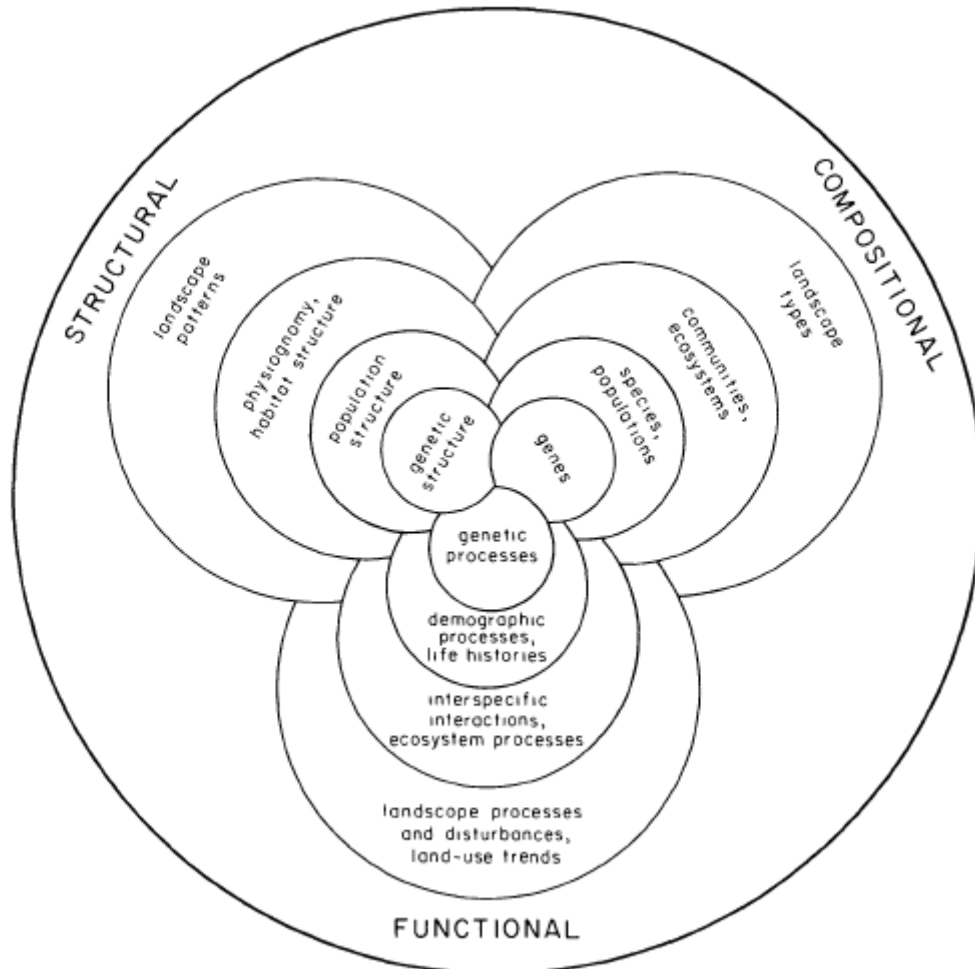 STRUCTURAL
COMPOSITIONAL
FUNCTIONAL
landscape
patterns
physiognomy,
habitat structure
population
structure
genetic
structure
landscape
types
communities,
ecosystems
species,
populations
genes
genetic
processes
demographic
processes,
life histories
interspecific
interactions,
ecosystem processes
landscape processes
and disturbances,
land-use trends